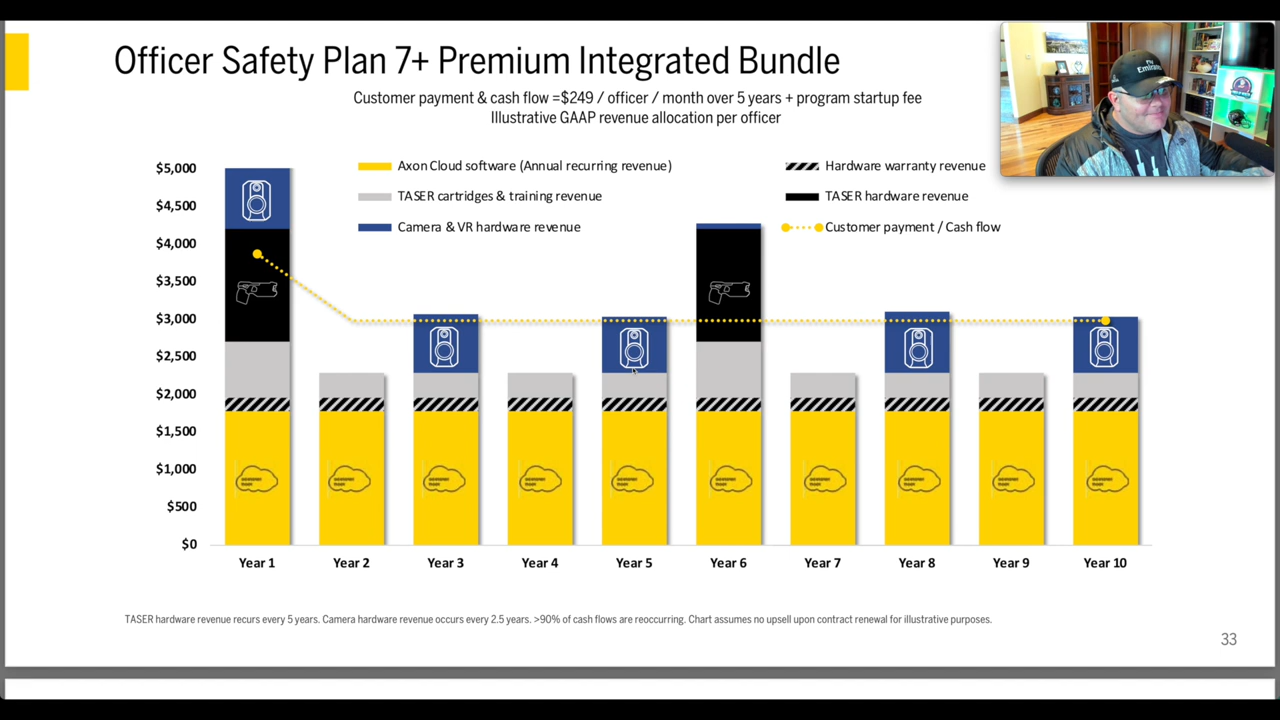 Officer Safety Plan 7+ Premium Integrated Bundle
Customer payment & cash flow =$249 / officer / month over 5 years + program startup fee
Illustrative GAAP revenue allocation per officer
Axon Cloud software (Annual recurring revenue)
Hardware warranty revenue
TASER cartridges & training revenue
TASER hardware revenue
Camera & VR hardware revenue
Customer payment / Cash flow
$5,000
$4,500
$4,000
$3,500
$3,000
$2,500
$2,000
$1,500
$1,000
$500
$0
Year 1
Year 2
Year 3
Year 4
Year 5
Year 6
Year 7
Year 8
Year 9
Year 10
TASER hardware revenue recurs every 5 years. Camera hardware revenue occurs every 2.5 years. >90% of cash flows are reoccurring. Chart assumes no upsell upon contract renewal for illustrative purposes.
33